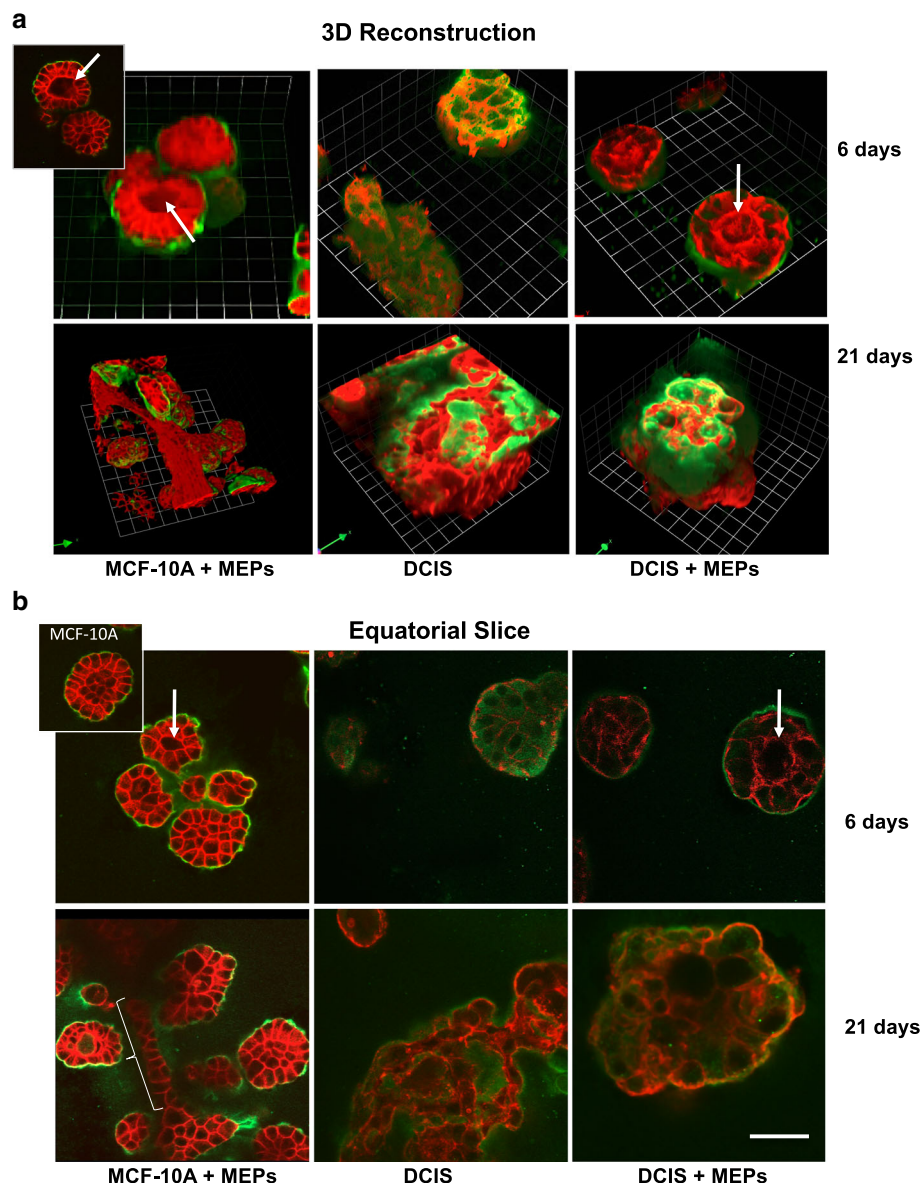 a
3D Reconstruction
6 days
21 days
MCF-10A + MEPs
DCIS
DCIS + MEPs
b
Equatorial Slice
MCF-10A
6 days
21 days
MCF-10A + MEPs
DCIS
DCIS + MEPs